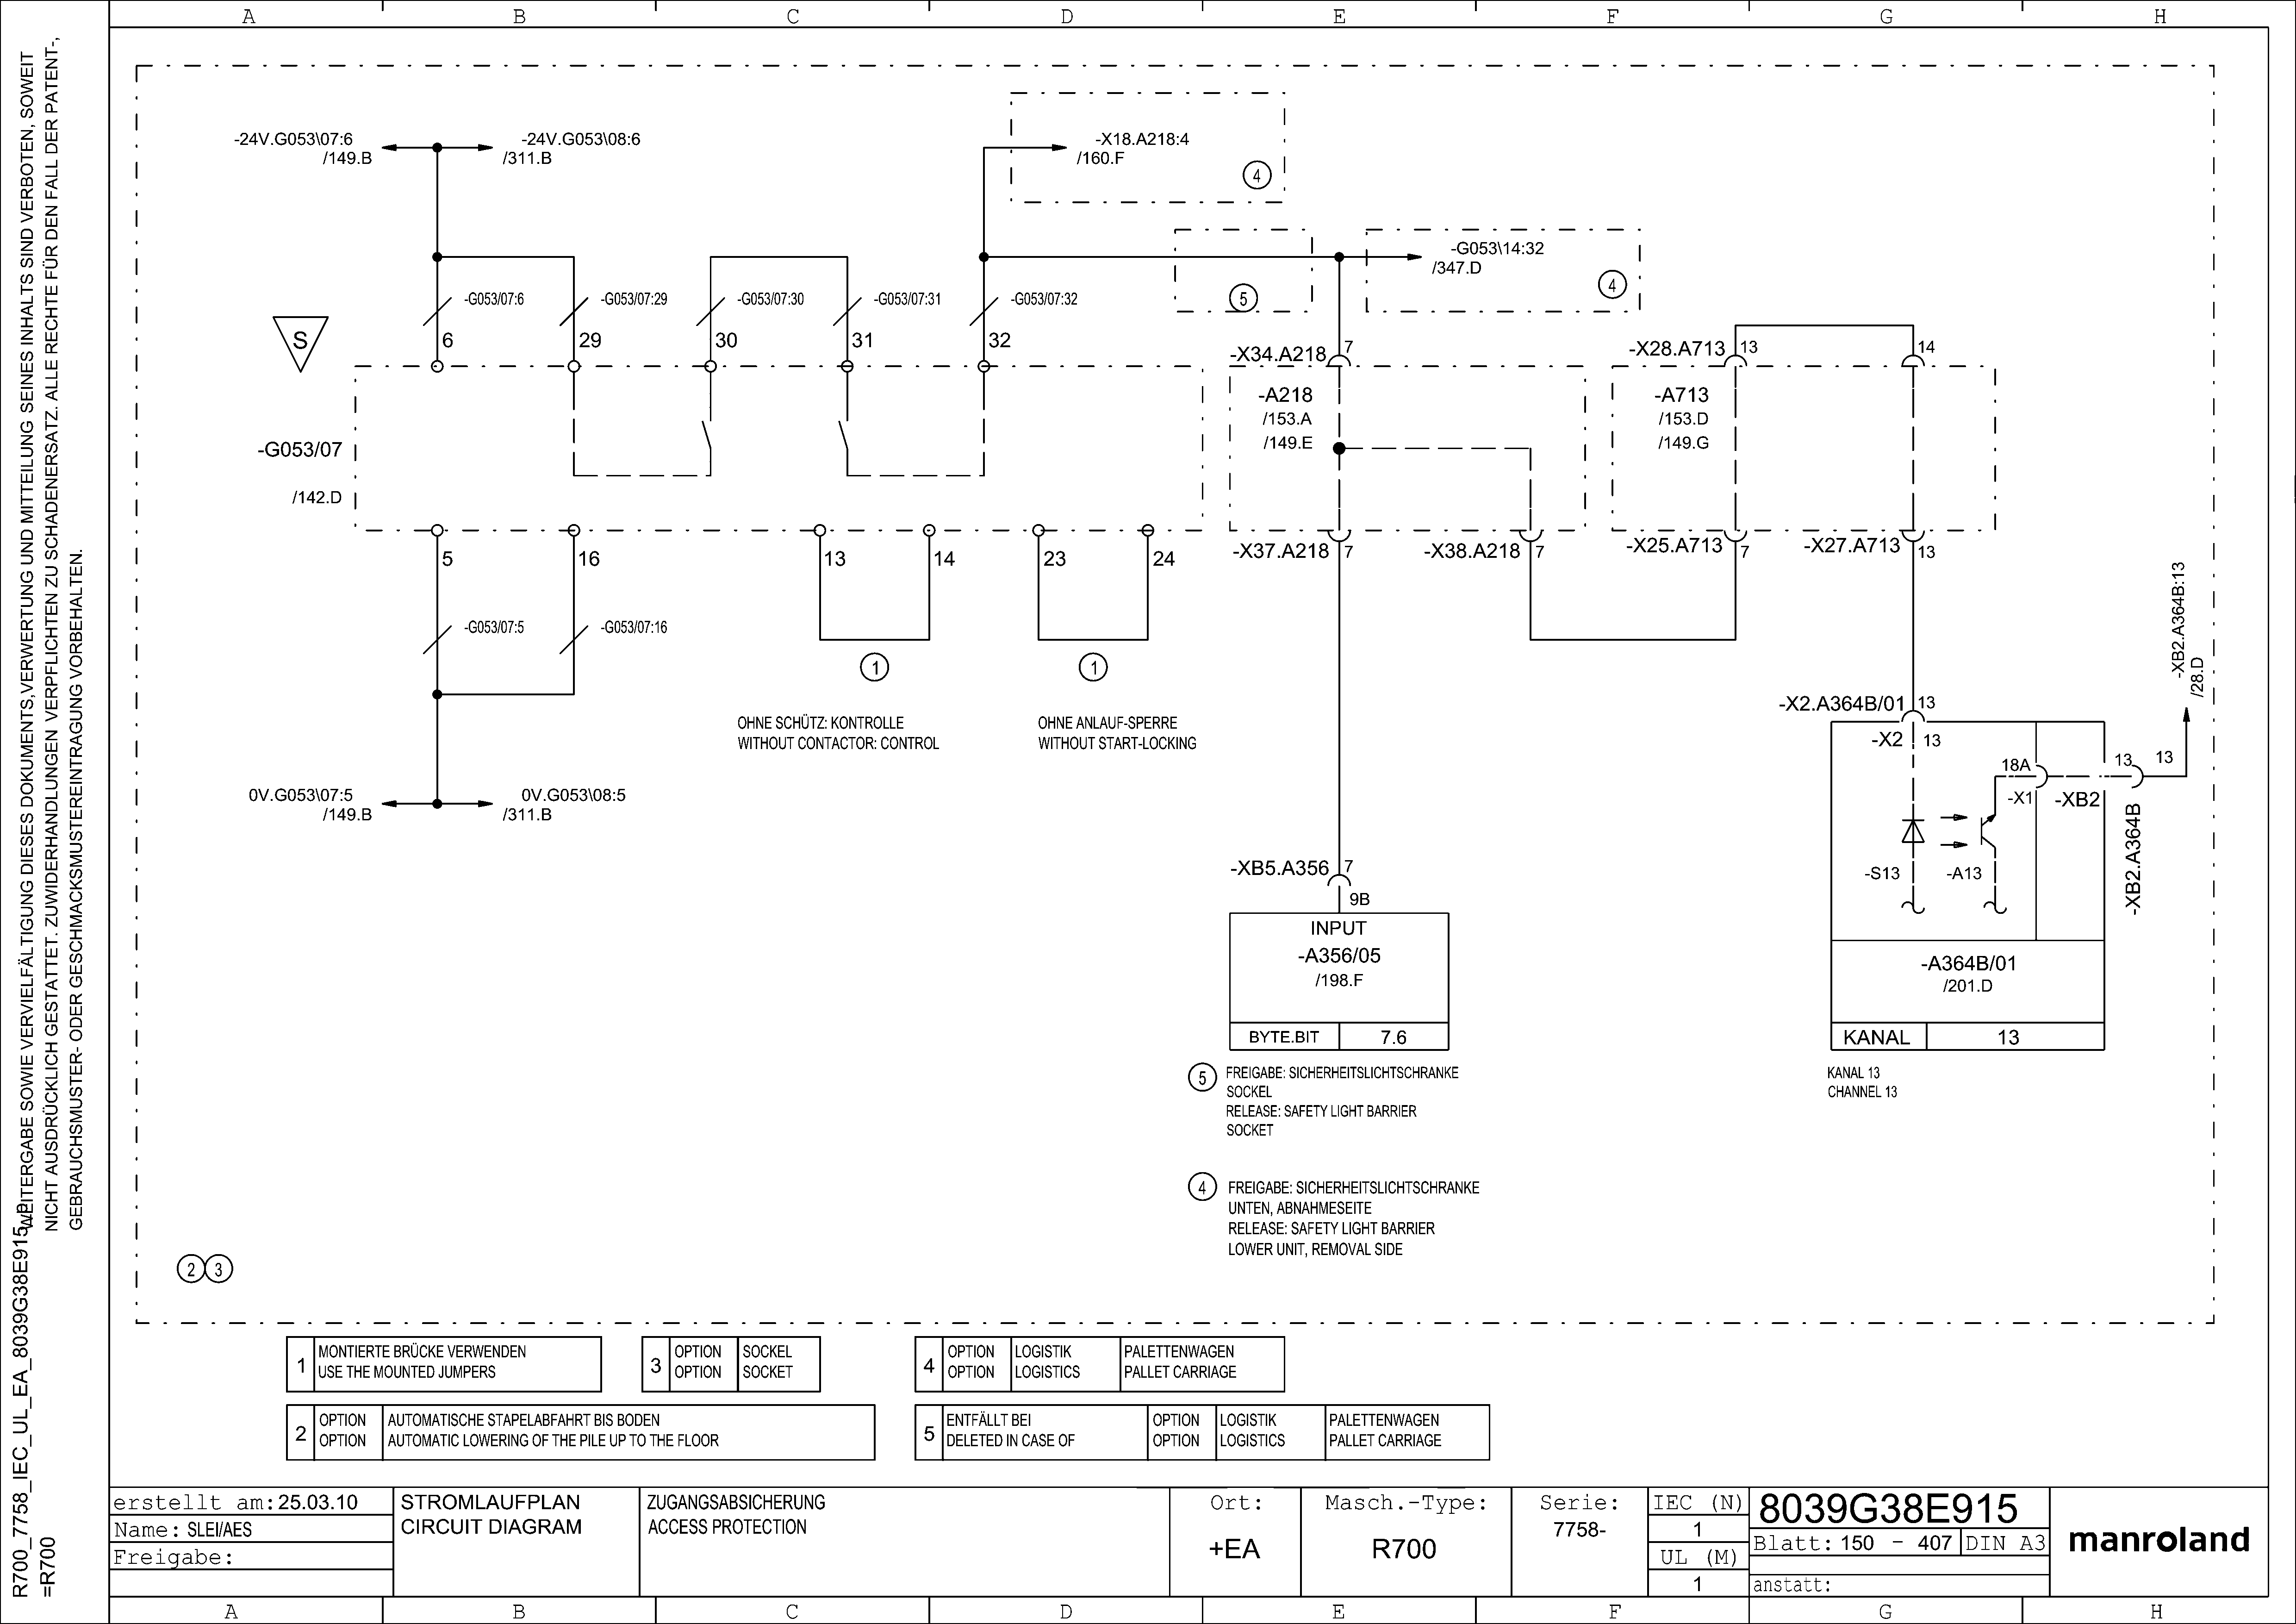 A B C D E F G H
WEITERGABE SOWIE VERVIELFÄLTIGUNG DIESES DOKUMENTS,VERWERTUNG UND MITTEILUNG SEINES INHALTS SIND VERBOTEN, SOWEIT
NICHT AUSDRÜCKLICH GESTATTET. ZUWIDERHANDLUNGEN VERPFLICHTEN ZU SCHADENERSATZ. ALLE RECHTE FÜR DEN FALL DER PATENT-,
GEBRAUCHSMUSTER- ODER GESCHMACKSMUSTEREINTRAGUNG VORBEHALTEN.
=R700
-24V.G053\07:6
/149.B
-24V.G053\08:6
/311.B
-X18.A218:4
/160.F
4
-G053\14:32
/347.D
5
4
-G053/07:6
-G053/07:29
-G053/07:30
-G053/07:31
-G053/07:32
S
6
29
30
31
32
-X34.A218
7
-X28.A713
13
14
-G053/07
/142.D
-A218
/153.A
/149.E
-A713
/153.D
/149.G
5
16
13
14
23
24
-X37.A218
7
-X38.A218
7
-X25.A713
7
-X27.A713
13
-G053/07:5
-G053/07:16
1
1
OHNE SCHÜTZ: KONTROLLE
WITHOUT CONTACTOR: CONTROL
OHNE ANLAUF-SPERRE
WITHOUT START-LOCKING
0V.G053\07:5
/149.B
0V.G053\08:5
/311.B
-XB2.A364B:13
/28.D
-X2.A364B/01
13
-X2
13
18A
-X1
-XB2
13
13
-XB2.A364B
-S13
-A13
-XB5.A356
7
9B
INPUT
-A356/05
/198.F
BYTE.BIT
7.6
-A364B/01
/201.D
KANAL
13
5
FREIGABE: SICHERHEITSLICHTSCHRANKE
SOCKEL
RELEASE: SAFETY LIGHT BARRIER
SOCKET
KANAL 13
CHANNEL 13
4
FREIGABE: SICHERHEITSLICHTSCHRANKE
UNTEN, ABNAHMESEITE
RELEASE: SAFETY LIGHT BARRIER
LOWER UNIT, REMOVAL SIDE
2 3
1
MONTIERTE BRÜCKE VERWENDEN
USE THE MOUNTED JUMPERS
3
OPTION SOCKEL
OPTION SOCKET
4
OPTION LOGISTIK PALETTENWAGEN
OPTION LOGISTICS PALLET CARRIAGE
2
OPTION AUTOMATISCHE STAPELABFAHRT BIS BODEN
OPTION AUTOMATIC LOWERING OF THE PILE UP TO THE FLOOR
5
ENTFÄLLT BEI OPTION LOGISTIK PALETTENWAGEN
DELETED IN CASE OF OPTION LOGISTICS PALLET CARRIAGE
erstellt am: 25.03.10
Name: SLEI/AES
Freigabe:
STROMLAUFPLAN
CIRCUIT DIAGRAM
ZUGANGSABSICHERUNG
ACCESS PROTECTION
Ort:
+EA
Masch.-Type:
R700
Serie:
7758-
IEC (N)
1
UL (M)
1
8039G38E915
Blatt: 150 - 407 DIN A3
anstatt:
manroland
A B C D E F G H